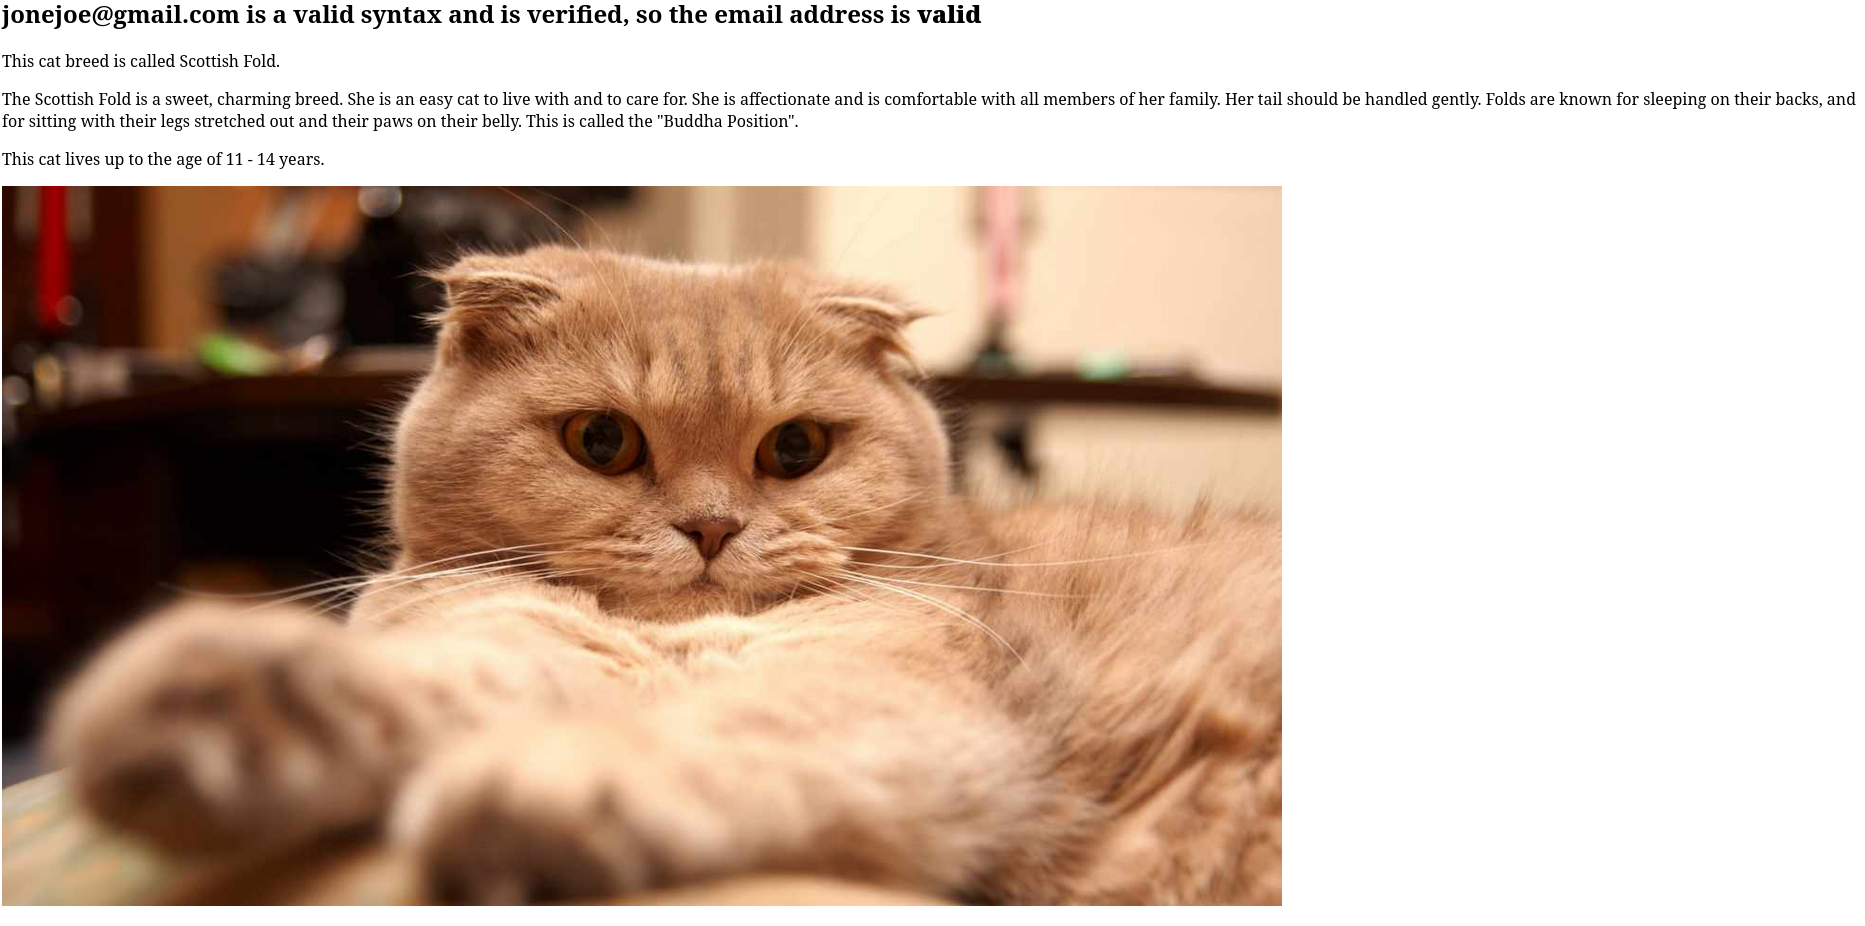 jonejoe@gmail.com is a valid syntax and is verified, so the email address is valid
This cat breed is called Scottish Fold.
The Scottish Fold is a sweet, charming breed. She is an easy cat to live with and to care for. She is affectionate and is comfortable with all members of her family. Her tail should be handled gently. Folds are known for sleeping on their backs, and
for sitting with their legs stretched out and their paws on their belly. This is called the "Buddha Position".
This cat lives up to the age of 11 - 14 years.